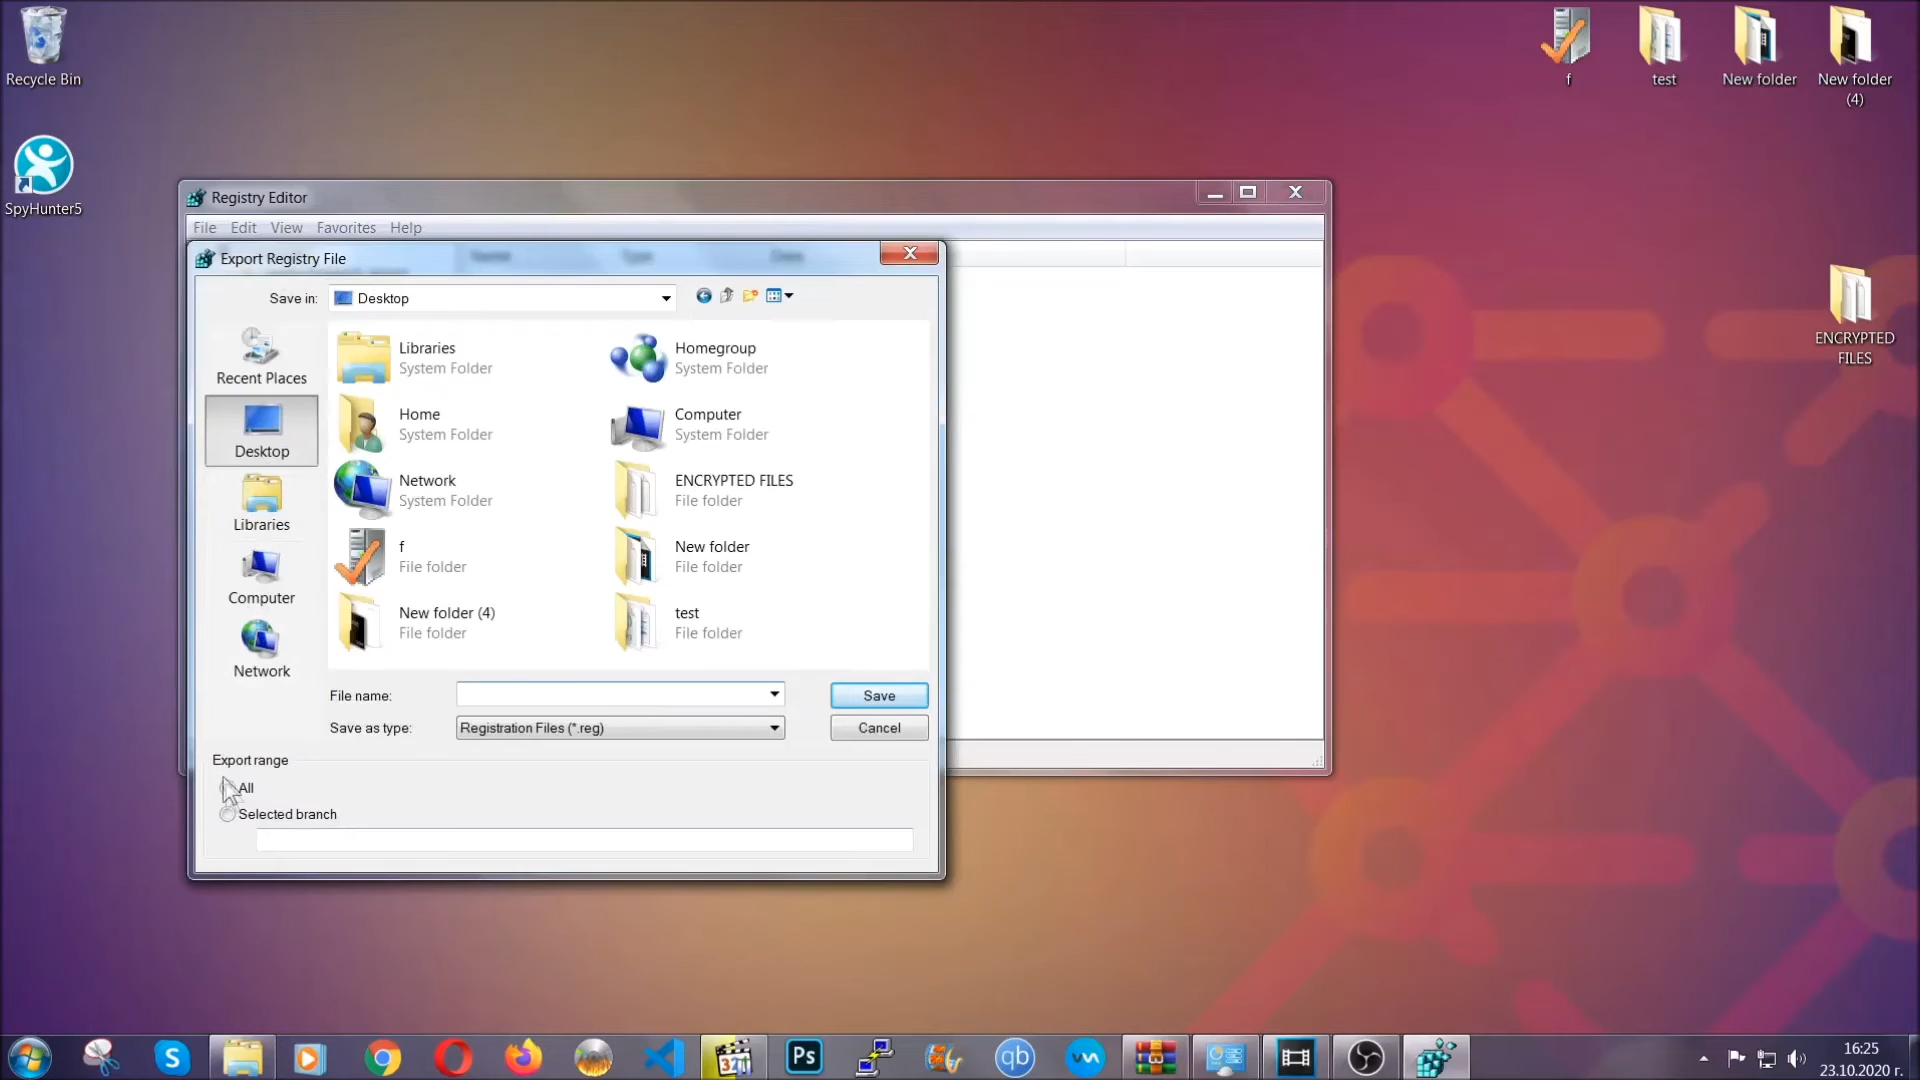 Recycle Bin
SpyHunter5
f
test
New folder
New folder
(4)
ENCRYPTED
FILES
Registry Editor
File Edit View Favorites Help
Export Registry File
Save in: Desktop
Recent Places
Desktop
Libraries
Computer
Network
Libraries
System Folder
Homegroup
System Folder
Home
System Folder
Computer
System Folder
Network
System Folder
ENCRYPTED FILES
File folder
f
File folder
New folder
File folder
New folder (4)
File folder
test
File folder
File name:
Save
Save as type: Registration Files (*.reg)
Cancel
Export range
All
Selected branch
S
321
Ps
qb
16:25
23.10.2020 г.